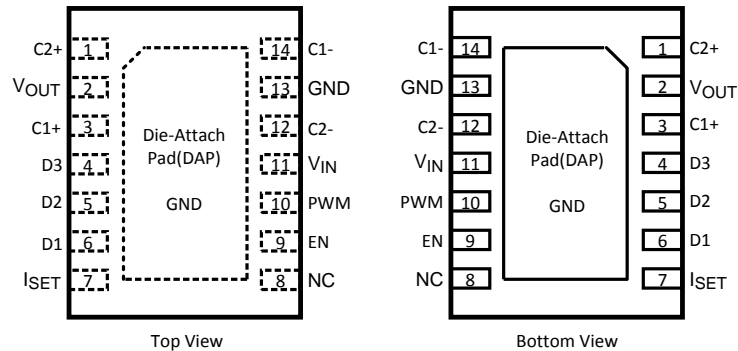 C2+ 1 14 C1-
VOUT 2 13 GND
C1+ 3 12 C2-
D3 4 11 VIN
D2 5 10 PWM
D1 6 9 EN
ISET 7 8 NC
Die-Attach
Pad(DAP)
GND
Top View
C1- 14 1 C2+
GND 13 2 VOUT
C2- 12 3 C1+
VIN 11 4 D3
PWM 10 5 D2
EN 9 6 D1
NC 8 7 ISET
Die-Attach
Pad(DAP)
GND
Bottom View